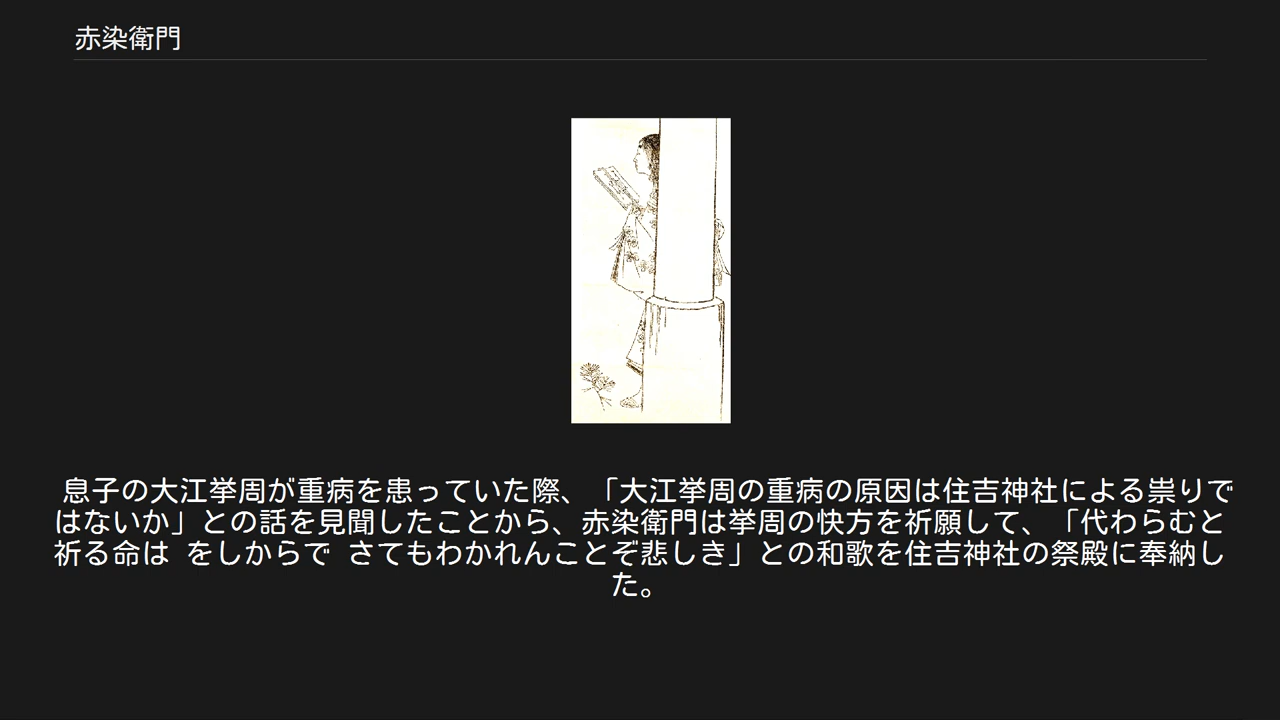 赤染衛門
息子の大江挙周が重病を患っていた際、「大江挙周の重病の原因は住吉神社による祟りで
はないか」との話を見聞したことから、赤染衛門は挙周の快方を祈願して、「代わらむと
祈る命は をしからで さてもわかれんことぞ悲しき」との和歌を住吉神社の祭殿に奉納し
た。